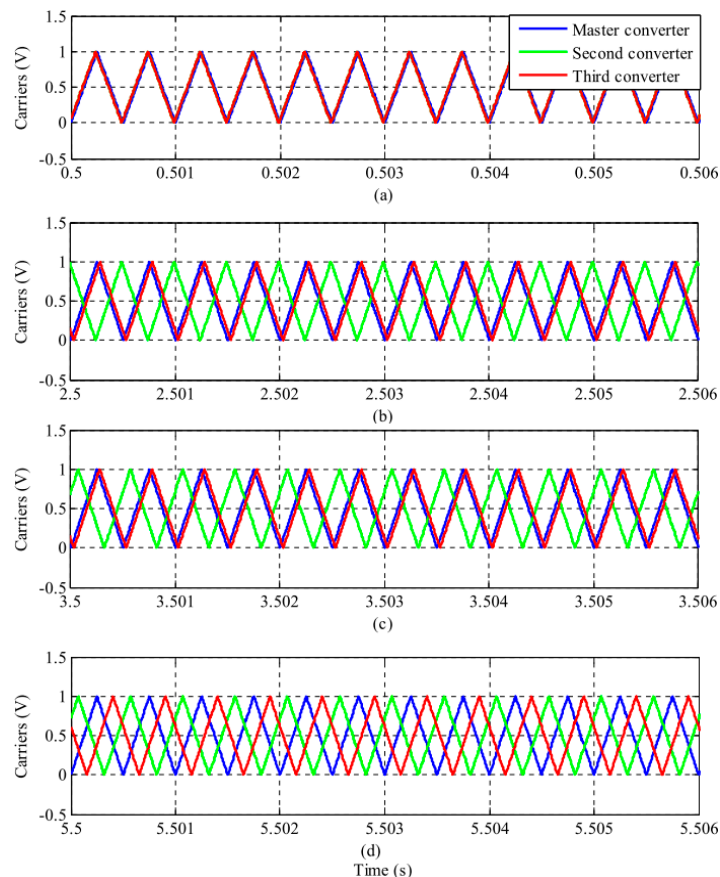 Carriers (V)
1.5
1
0.5
0
-0.5
Master converter
Second converter
Third converter
0.5 0.501 0.502 0.503 0.504 0.505 0.506
(a)
Carriers (V)
1.5
1
0.5
0
-0.5
2.5 2.501 2.502 2.503 2.504 2.505 2.506
(b)
Carriers (V)
1.5
1
0.5
0
-0.5
3.5 3.501 3.502 3.503 3.504 3.505 3.506
(c)
Carriers (V)
1.5
1
0.5
0
-0.5
5.5 5.501 5.502 5.503 5.504 5.505 5.506
(d)
Time (s)